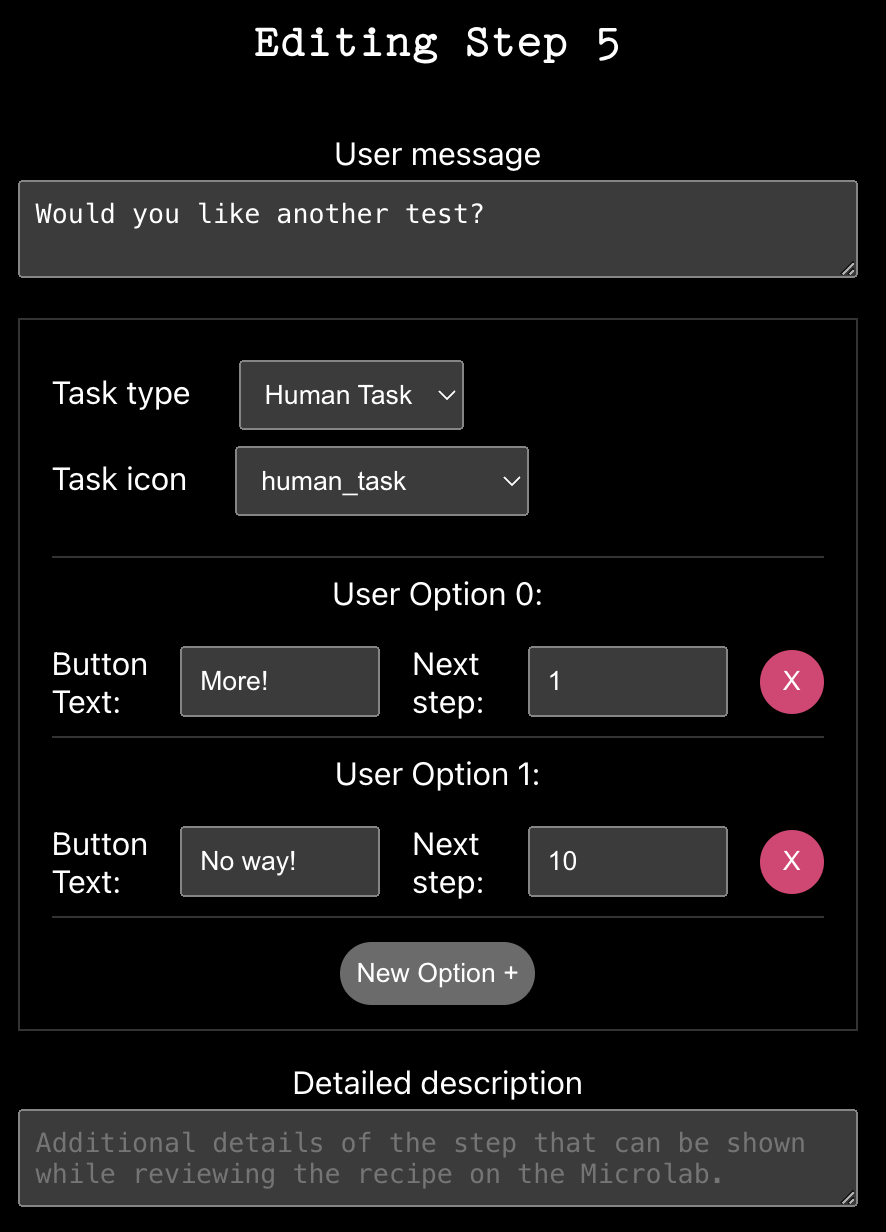 Editing Step 5
User message
Would you like another test?
Task type
Human Task
Task icon
human_task
User Option 0:
Button
Text:
More!
Next
step:
1
X
User Option 1:
Button
Text:
No way!
Next
step:
10
X
New Option +
Detailed description
Additional details of the step that can be shown
while reviewing the recipe on the Microlab.